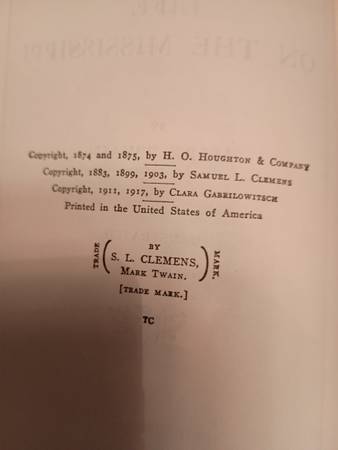 Copyright, 1874 and 1875, by H. O. Houghton & Company
Copyright, 1883, 1899, 1903, by Samuel L. Clemens
Copyright, 1911, 1917, by Clara Gabrilowitsch
Printed in the United States of America
TRADE
BY
S. L. CLEMENS,
MARK TWAIN.
MARK.
[TRADE MARK.]
7C